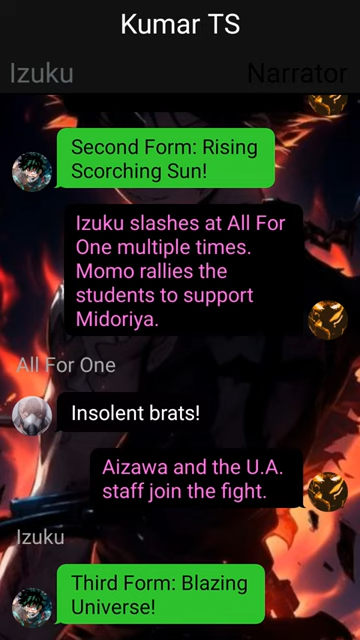 Kumar TS
Izuku
Narrator
Second Form: Rising
Scorching Sun!
Izuku slashes at All For
One multiple times.
Momo rallies the
students to support
Midoriya.
All For One
Insolent brats!
Aizawa and the U.A.
staff join the fight.
Izuku
Third Form: Blazing
Universe!